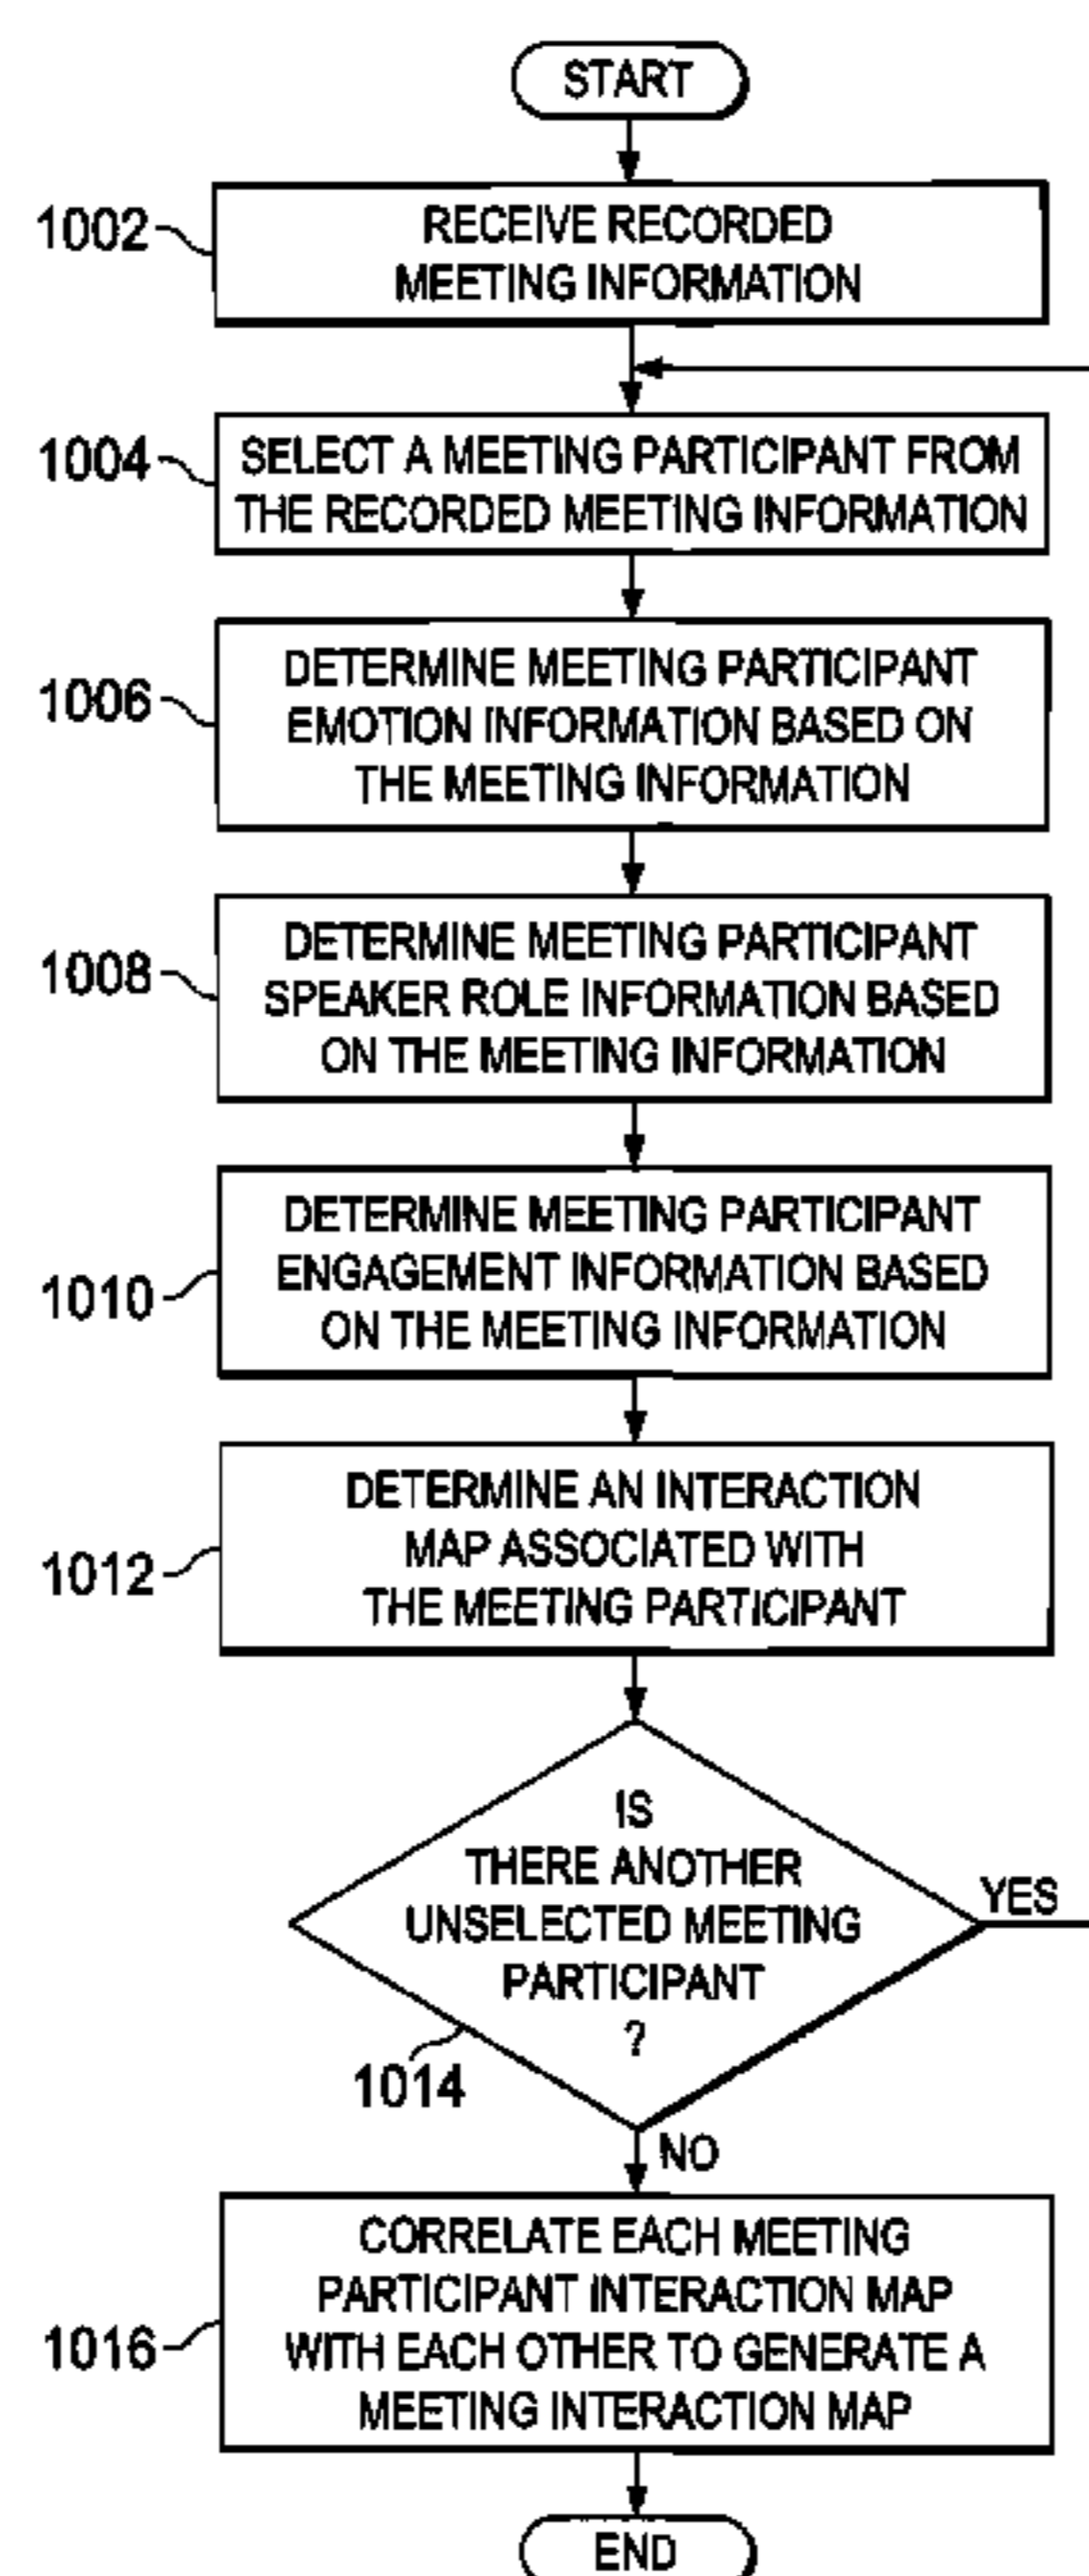 START
1002
RECEIVE RECORDED
MEETING INFORMATION
1004
SELECT A MEETING PARTICIPANT FROM
THE RECORDED MEETING INFORMATION
1006
DETERMINE MEETING PARTICIPANT
EMOTION INFORMATION BASED ON
THE MEETING INFORMATION
1008
DETERMINE MEETING PARTICIPANT
SPEAKER ROLE INFORMATION BASED
ON THE MEETING INFORMATION
1010
DETERMINE MEETING PARTICIPANT
ENGAGEMENT INFORMATION BASED
ON THE MEETING INFORMATION
1012
DETERMINE AN INTERACTION
MAP ASSOCIATED WITH
THE MEETING PARTICIPANT
IS
THERE ANOTHER
UNSELECTED MEETING
PARTICIPANT
?
YES
1014
NO
1016
CORRELATE EACH MEETING
PARTICIPANT INTERACTION MAP
WITH EACH OTHER TO GENERATE A
MEETING INTERACTION MAP
END